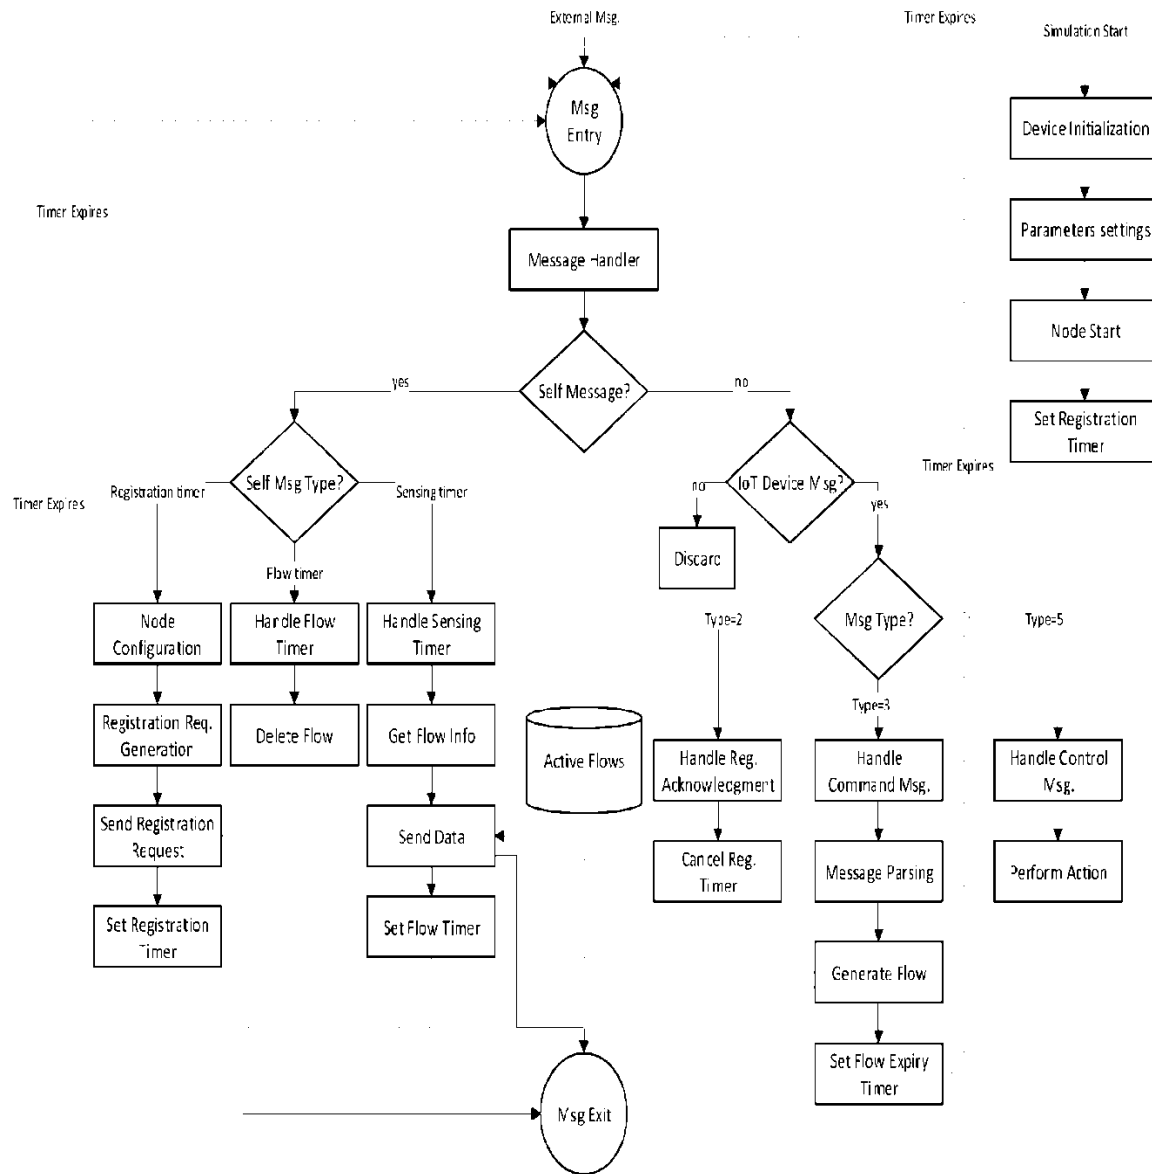 External Msg.
Timer Expires
Simulation Start
Msg
Entry
Device Initialization
Timer Expires
Parameters settings
Message Handler
Node Start
yes
Self Message?
no
Set Registration
Timer
Timer Expires
Registration timer
Self Msg Type?
Sensing timer
no
IoT Device Msg?
yes
Timer Expires
Discard
Flow timer
Node
Configuration
Handle Flow
Timer
Handle Sensing
Timer
Type=2
Msg Type?
Type=5
Type=3
Registration Req.
Generation
Delete Flow
Get Flow Info
Active Flows
Handle Reg.
Acknowledgment
Handle
Command Msg.
Handle Control
Msg.
Send Registration
Request
Send Data
Cancel Reg.
Timer
Message Parsing
Perform Action
Set Registration
Timer
Set Flow Timer
Generate Flow
Set Flow Expiry
Timer
Msg Exit